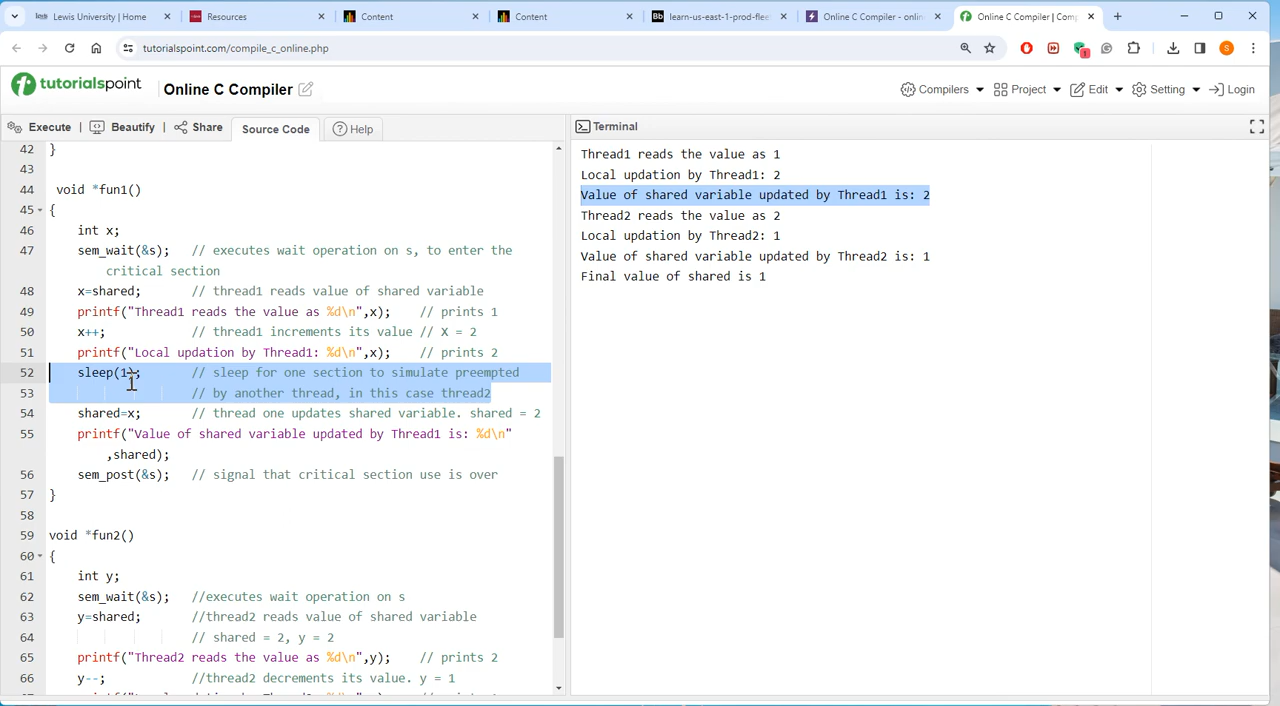 Lewis University | Home
Resources
Content
Content
learn-us-east-1-prod-flee
Online C Compiler - onlin
Online C Compiler | Com
tutorialspoint.com/compile_c_online.php
1
S
tutorialspoint
Online C Compiler
Compilers
Project
Edit
Setting
Login
Execute
Beautify
Share
Source Code
Help
Terminal
42 }
43
44 void *fun1()
45 {
46 int x;
47 sem_wait(&s); // executes wait operation on s, to enter the
critical section
48 x=shared; // thread1 reads value of shared variable
49 printf("Thread1 reads the value as %d\n",x); // prints 1
50 x++; // thread1 increments its value // X = 2
51 printf("Local updation by Thread1: %d\n",x); // prints 2
52 sleep(1); // sleep for one section to simulate preempted
53 // by another thread, in this case thread2
54 shared=x; // thread one updates shared variable. shared = 2
55 printf("Value of shared variable updated by Thread1 is: %d\n"
,shared);
56 sem_post(&s); // signal that critical section use is over
57 }
58
59 void *fun2()
60 {
61 int y;
62 sem_wait(&s); //executes wait operation on s
63 y=shared; //thread2 reads value of shared variable
64 // shared = 2, y = 2
65 printf("Thread2 reads the value as %d\n",y); // prints 2
66 y--; //thread2 decrements its value. y = 1
Thread1 reads the value as 1
Local updation by Thread1: 2
Value of shared variable updated by Thread1 is: 2
Thread2 reads the value as 2
Local updation by Thread2: 1
Value of shared variable updated by Thread2 is: 1
Final value of shared is 1